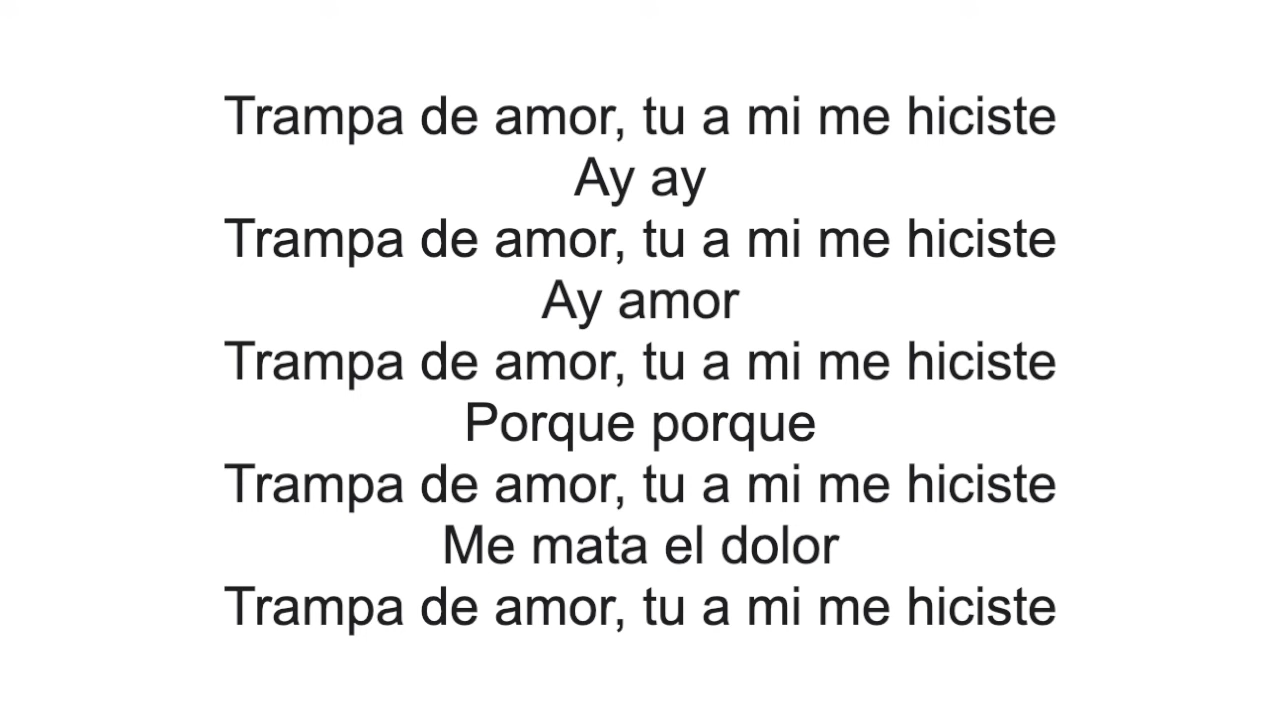 Trampa de amor, tu a mi me hiciste
Ay ay
Trampa de amor, tu a mi me hiciste
Ay amor
Trampa de amor, tu a mi me hiciste
Porque porque
Trampa de amor, tu a mi me hiciste
Me mata el dolor
Trampa de amor, tu a mi me hiciste